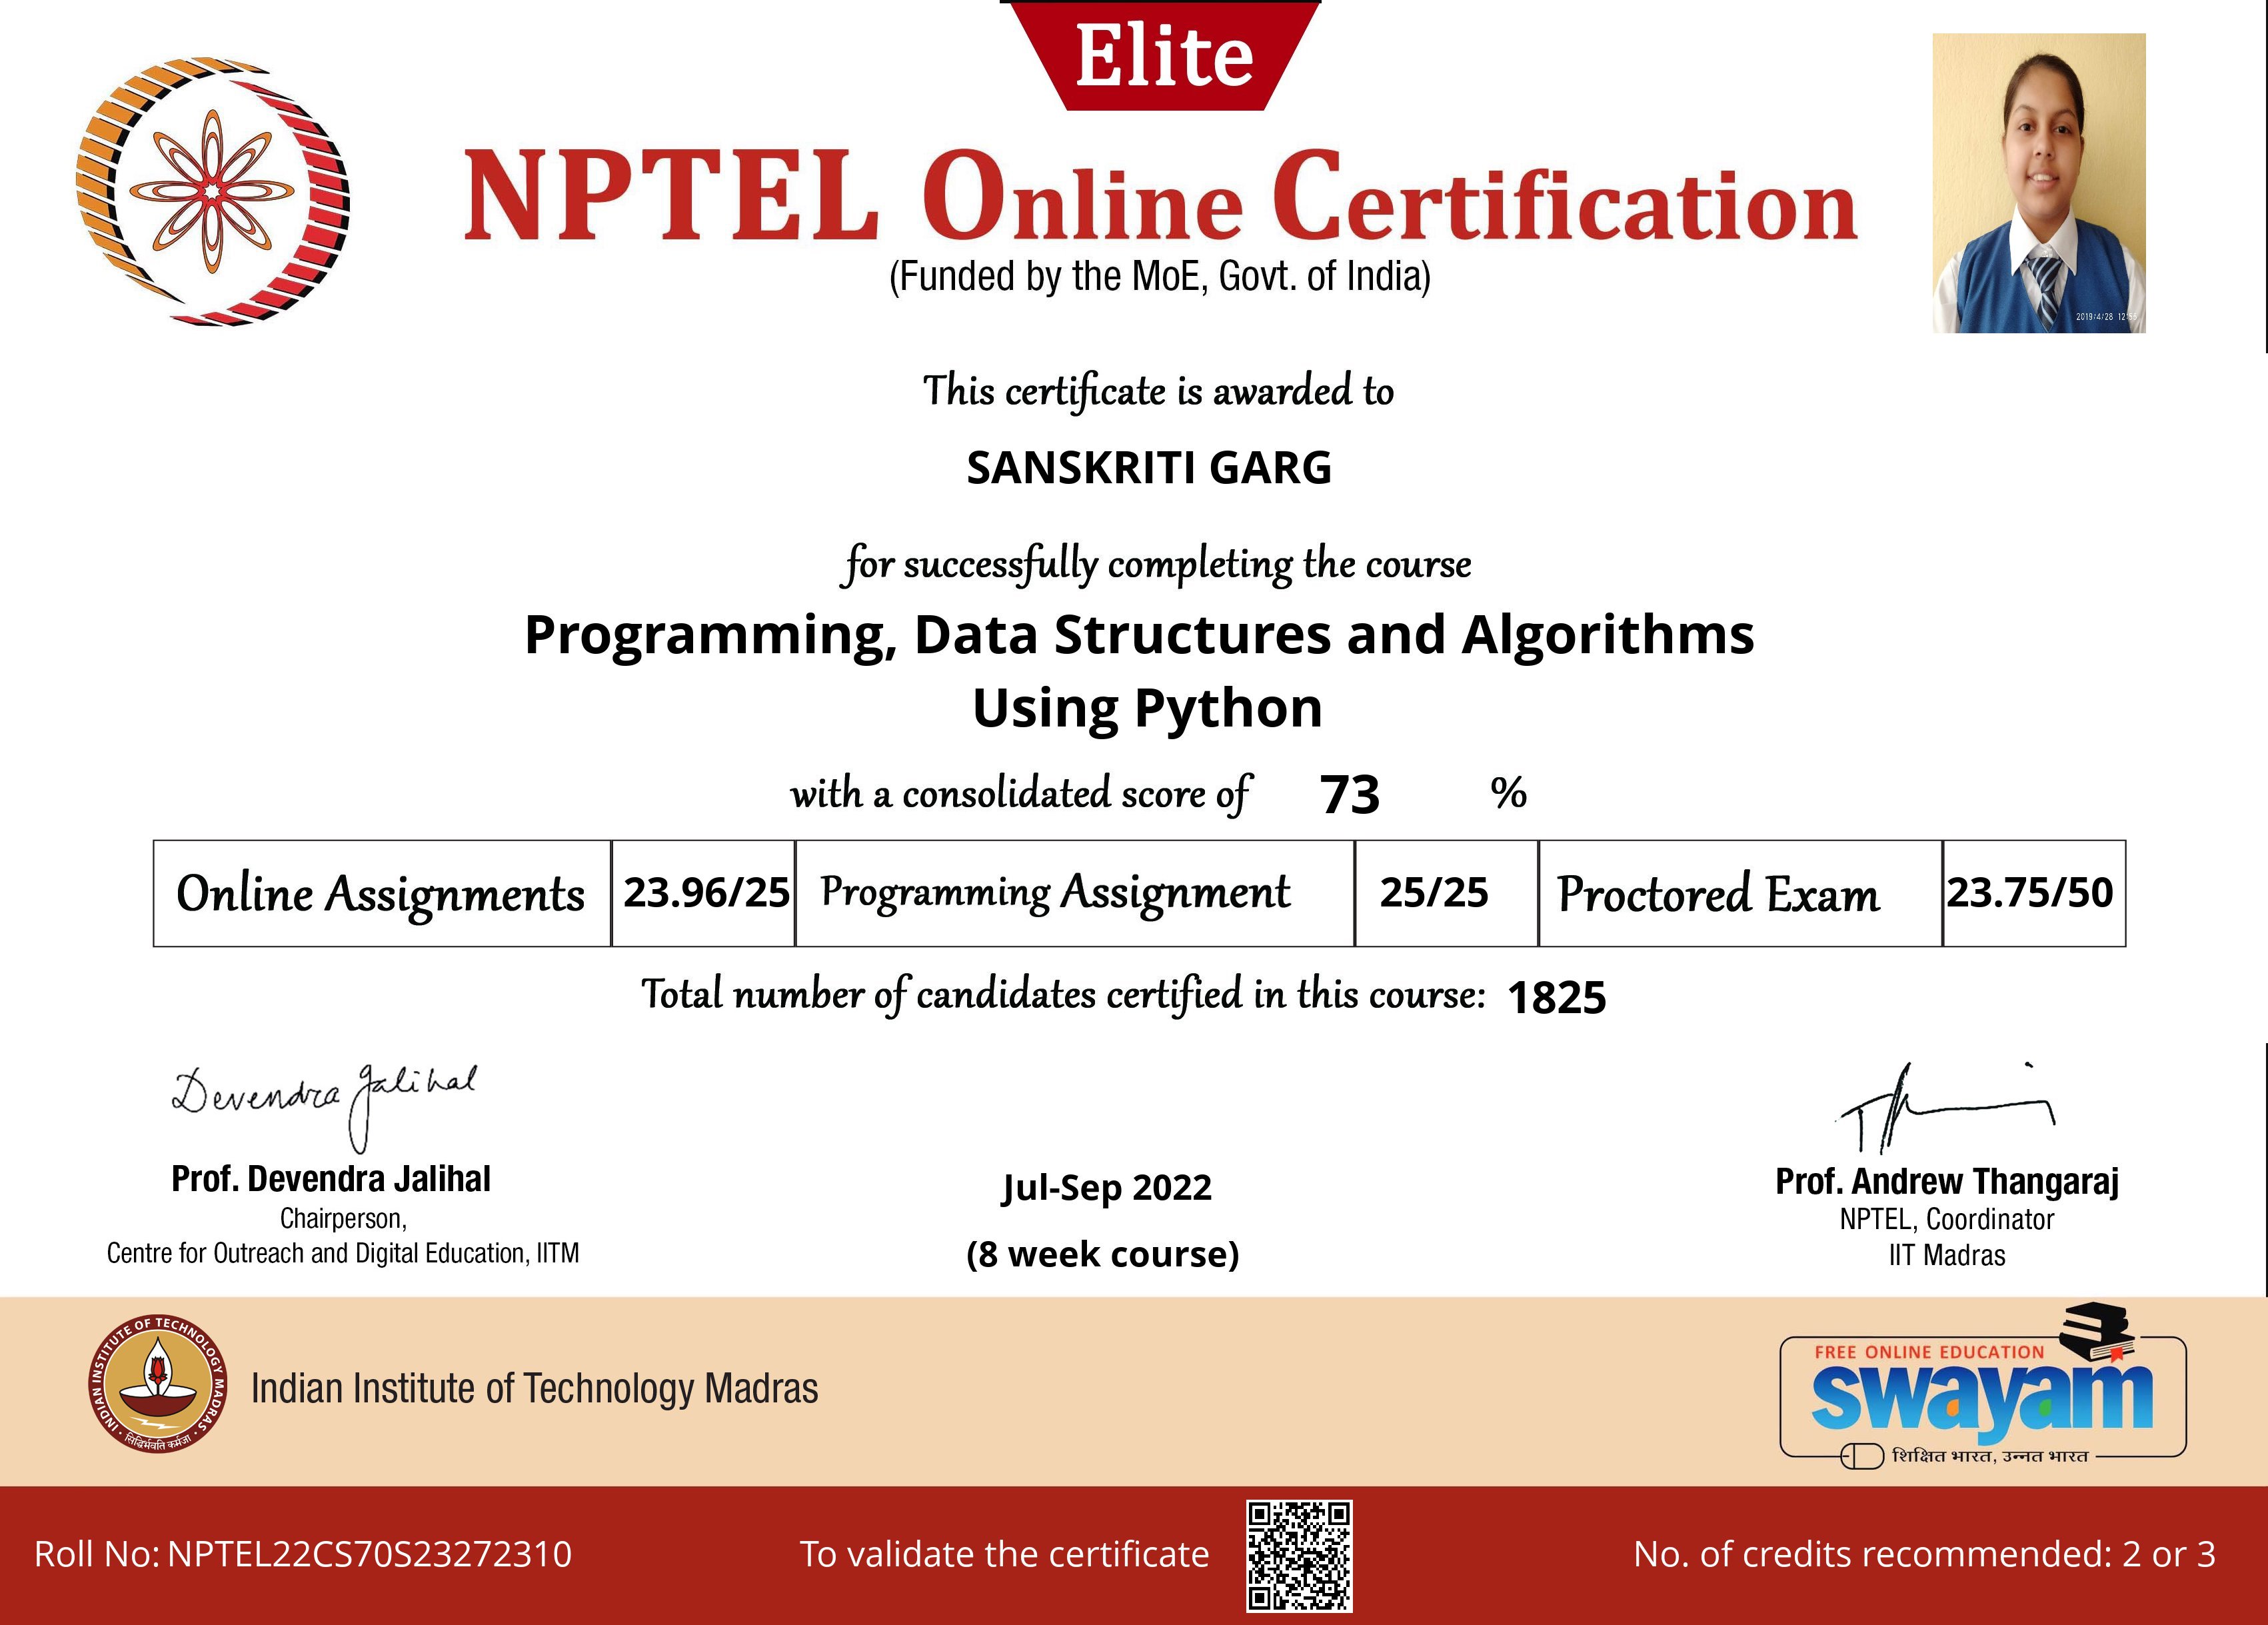 Elite
NPTEL Online Certification
(Funded by the MoE, Govt. of India)
2019/4/28 12:55
This certificate is awarded to
SANSKRITI GARG
for successfully completing the course
Programming, Data Structures and Algorithms
Using Python
with a consolidated score of 73 %
Online Assignments 23.96/25 Programming Assignment 25/25 Proctored Exam 23.75/50
Total number of candidates certified in this course: 1825
Devendra Jalihal
Prof. Devendra Jalihal
Chairperson,
Centre for Outreach and Digital Education, IITM
Jul-Sep 2022
(8 week course)
Prof. Andrew Thangaraj
NPTEL, Coordinator
IIT Madras
INDIAN INSTITUTE OF TECHNOLOGY MADRAS
सिद्धिर्भवति कर्मजा
Indian Institute of Technology Madras
FREE ONLINE EDUCATION
swayam
शिक्षित भारत, उन्नत भारत
Roll No: NPTEL22CS70S23272310
To validate the certificate
No. of credits recommended: 2 or 3